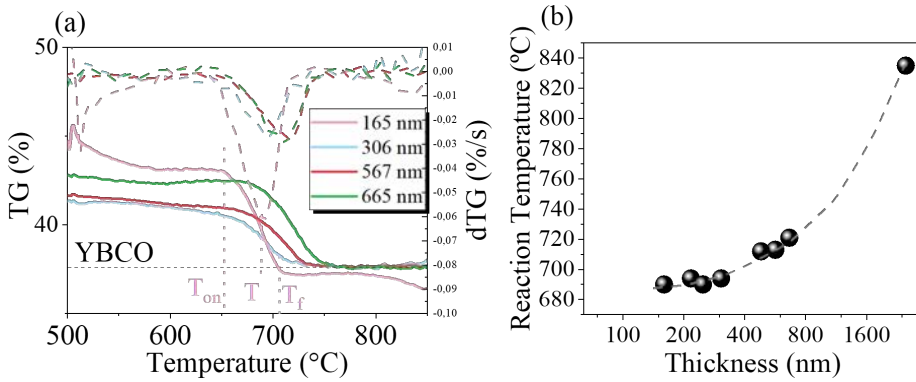 (a)
50
40
TG (%)
500
600
700
800
Temperature (°C)
0,01
0,00
-0,01
-0,02
-0,03
-0,04
-0,05
-0,06
-0,07
-0,08
-0,09
-0,10
dTG (%/s)
165 nm
306 nm
567 nm
665 nm
YBCO
Ton
T
Tf
(b)
840
820
800
780
760
740
720
700
680
660
Reaction Temperature (ºC)
100
200
400
800
1600
Thickness (nm)